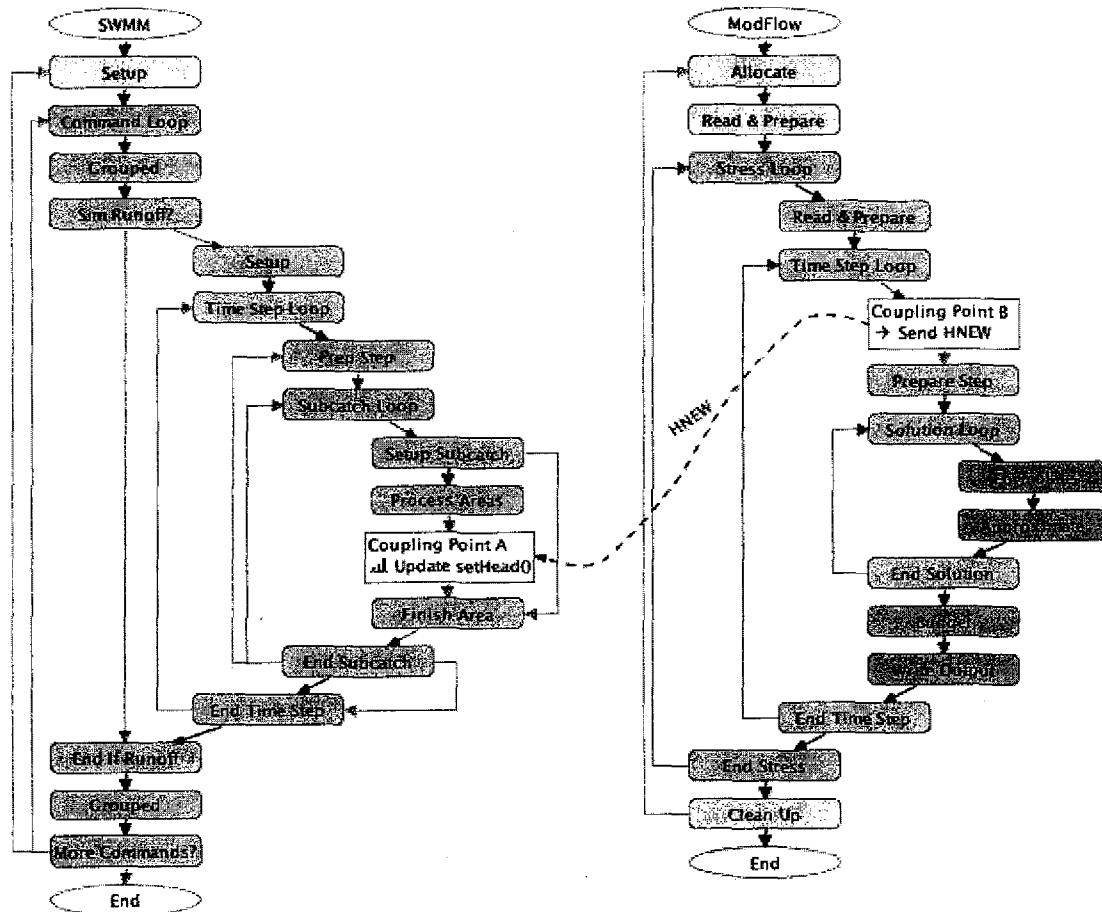 SWMM
Setup
Command Loop
Grouped
Sim Runoff?
Setup
Time Step Loop
Prep Step
Subcatch Loop
Setup Subcatch
Process Areas
Coupling Point A
Update setHead()
Finish Area
End Subcatch
End Time Step
End If Runoff
Grouped
More Commands?
End
HNEW
ModFlow
Allocate
Read & Prepare
Stress Loop
Read & Prepare
Time Step Loop
Coupling Point B
→ Send HNEW
Prepare Step
Solution Loop
End Solution
Output
End Time Step
End Stress
Clean Up
End